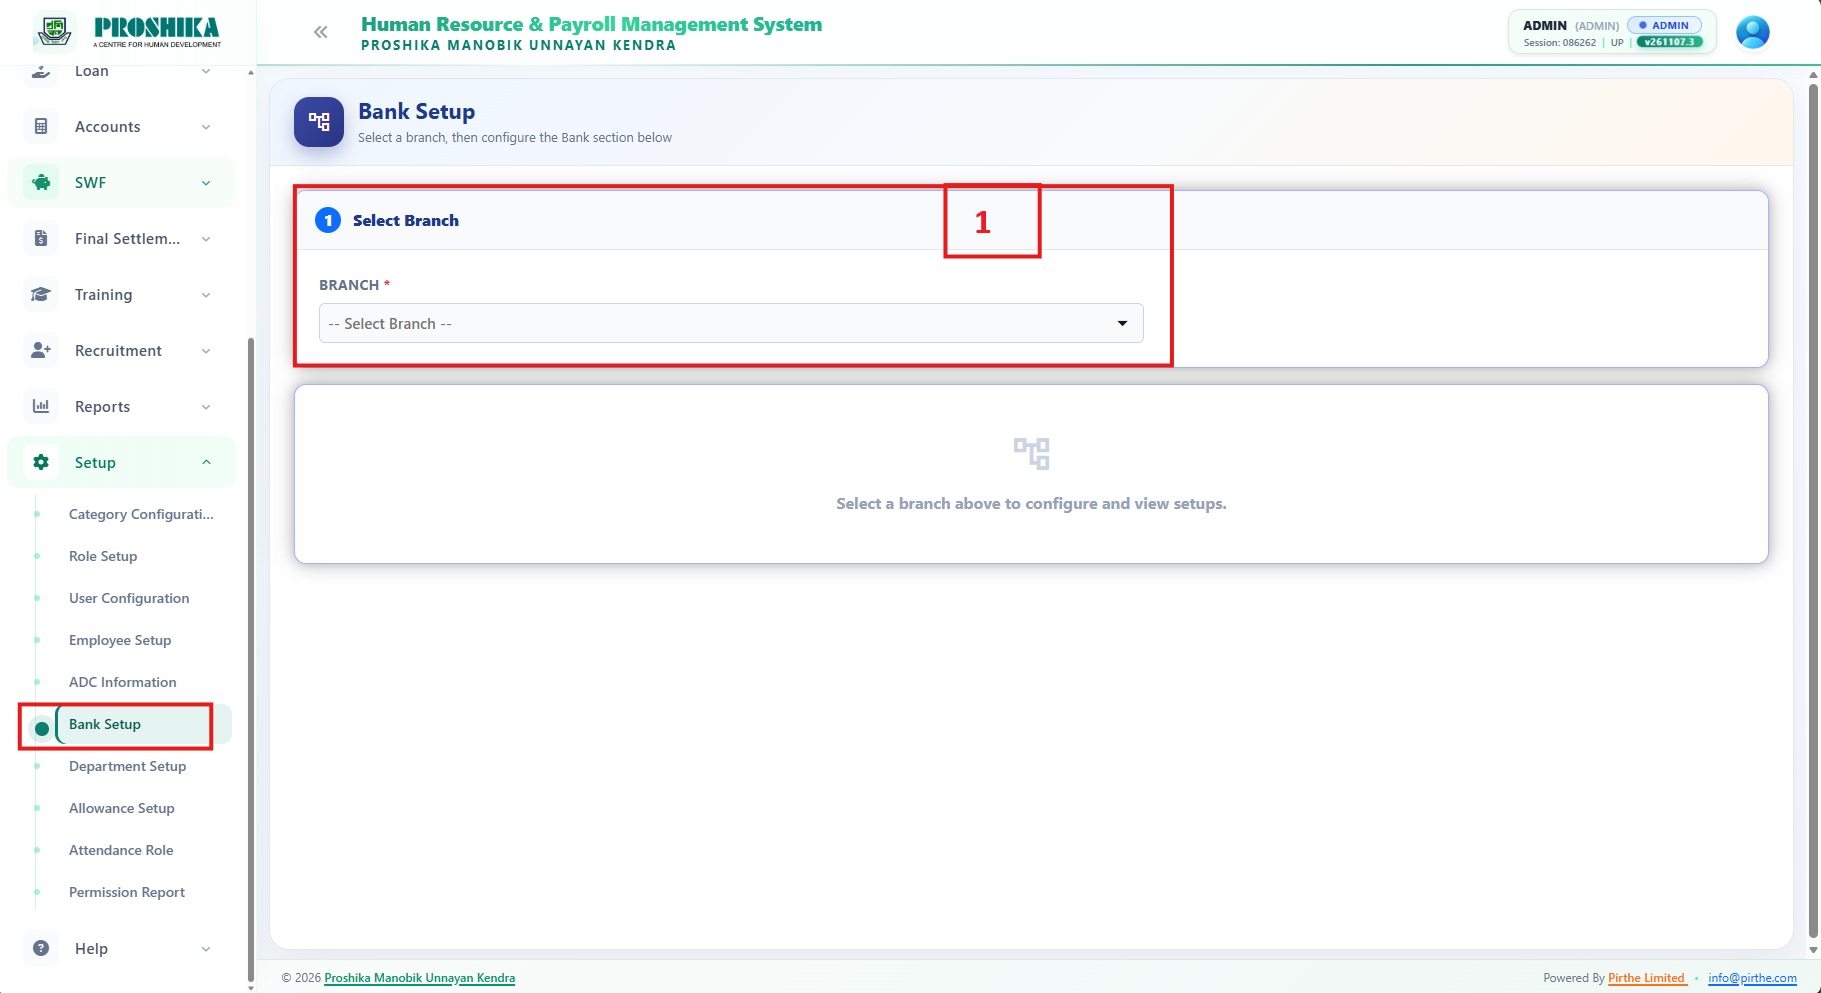 PROSHIKA
A CENTRE FOR HUMAN DEVELOPMENT
Human Resource & Payroll Management System
PROSHIKA MANOBIK UNNAYAN KENDRA
ADMIN (ADMIN) ADMIN
Session: 086262 | UP | v261107.3
Loan
Accounts
SWF
Final Settlem...
Training
Recruitment
Reports
Setup
Category Configurati...
Role Setup
User Configuration
Employee Setup
ADC Information
Bank Setup
Department Setup
Allowance Setup
Attendance Role
Permission Report
Help
Bank Setup
Select a branch, then configure the Bank section below
1 Select Branch
1
BRANCH *
-- Select Branch --
Select a branch above to configure and view setups.
© 2026 Proshika Manobik Unnayan Kendra
Powered By Pirthe Limited • info@pirthe.com